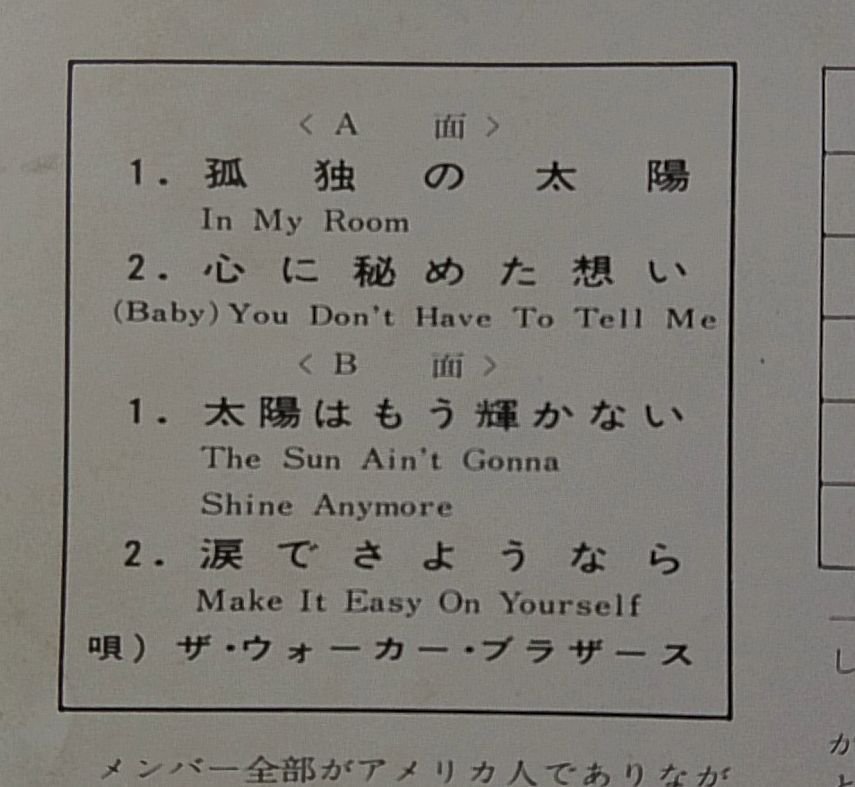 〈 A 面 〉
1. 孤独の太陽
In My Room
2. 心に秘めた想い
(Baby) You Don't Have To Tell Me
〈 B 面 〉
1. 太陽はもう輝かない
The Sun Ain't Gonna
Shine Anymore
2. 涙でさようなら
Make It Easy On Yourself
唄) ザ・ウォーカー・ブラザース
メンバー全部がアメリカ人でありなが
し
が
と